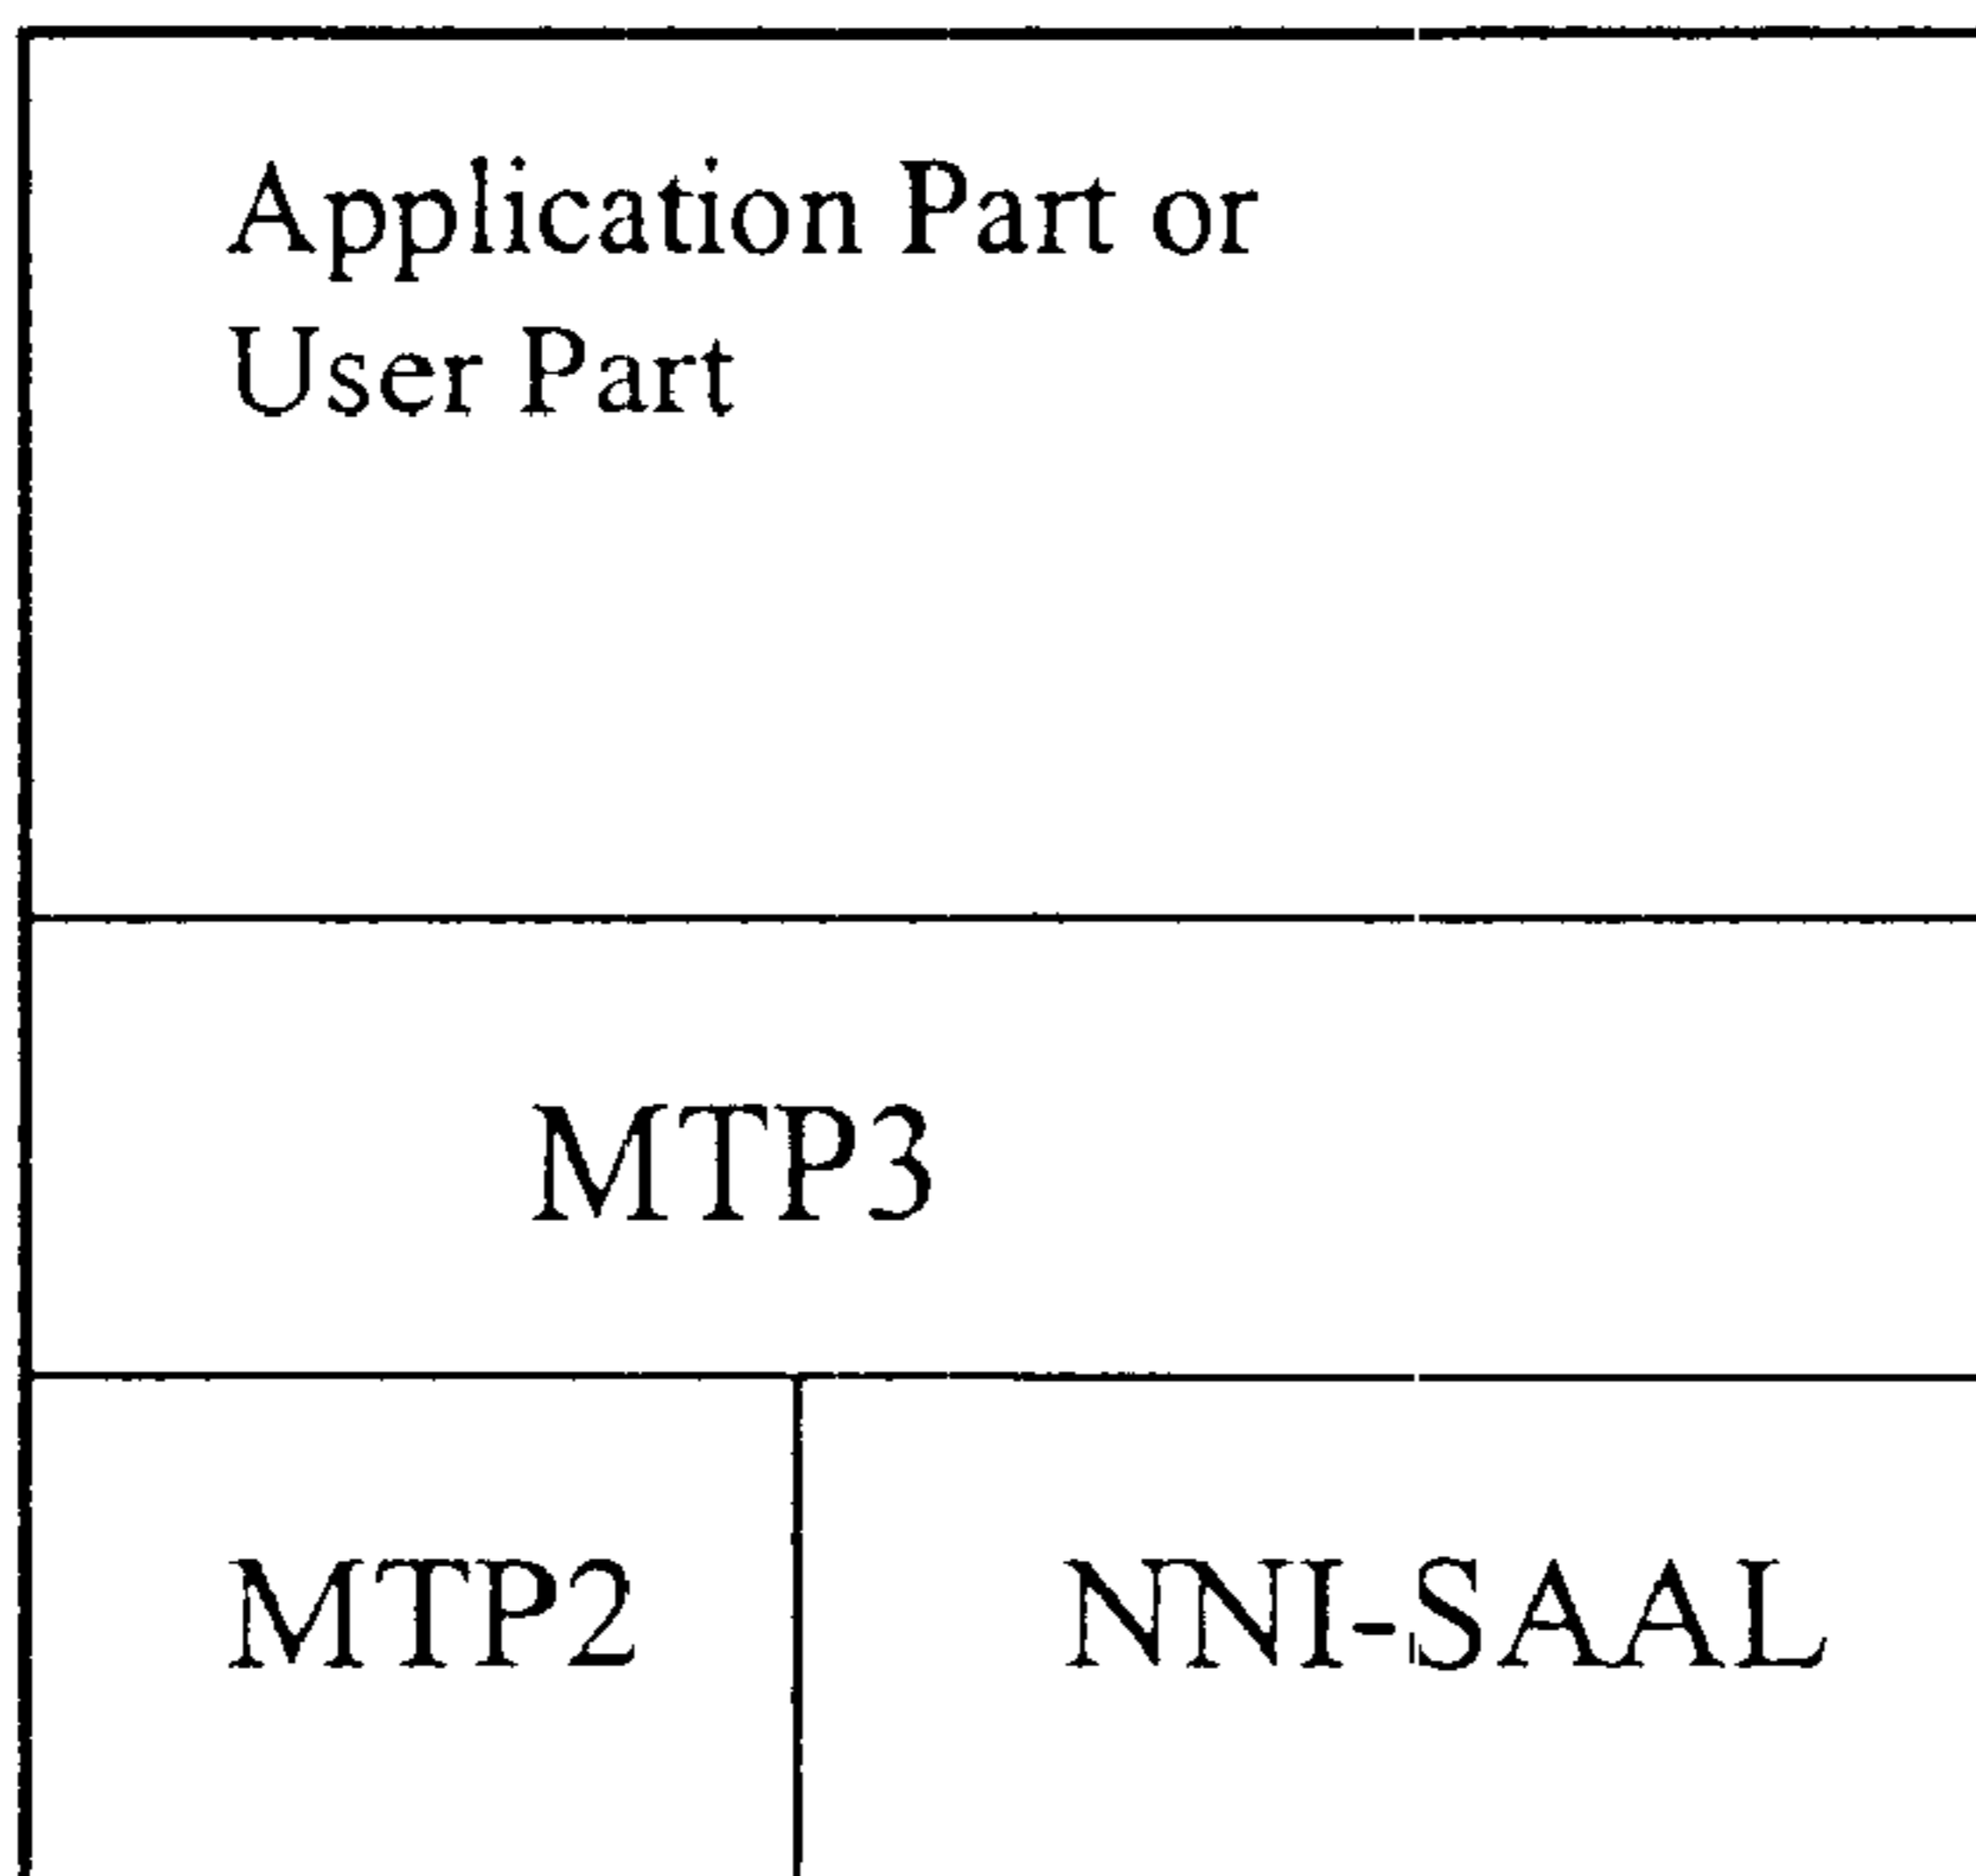 Application Part or
User Part
MTP3
MTP2
NNI-SAAL